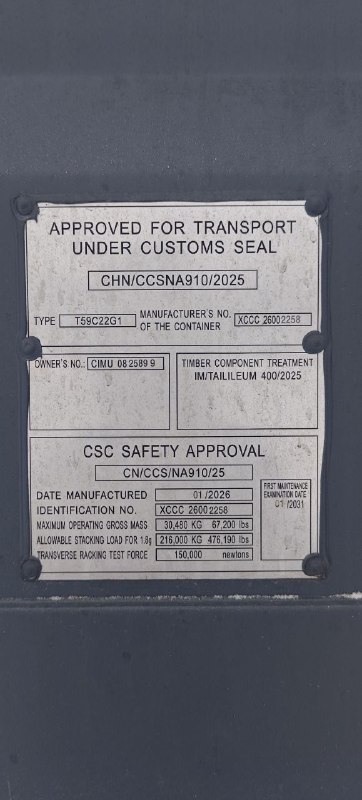 APPROVED FOR TRANSPORT
UNDER CUSTOMS SEAL
CHN/CCSNA910/2025
TYPE T59C22G1 MANUFACTURER'S NO. OF THE CONTAINER XCCC 26002258
OWNER'S NO.: CIMU 082589 9
TIMBER COMPONENT TREATMENT
IM/TAILILEUM 400/2025
CSC SAFETY APPROVAL
CN/CCS/NA910/25
DATE MANUFACTURED 01/2026
IDENTIFICATION NO. XCCC 26002258
MAXIMUM OPERATING GROSS MASS 30,480 KG 67,200 lbs
ALLOWABLE STACKING LOAD FOR 1.8g 216,000 KG 476,190 lbs
TRANSVERSE RACKING TEST FORCE 150,000 newtons
FIRST MAINTENANCE
EXAMINATION DATE
01/2031